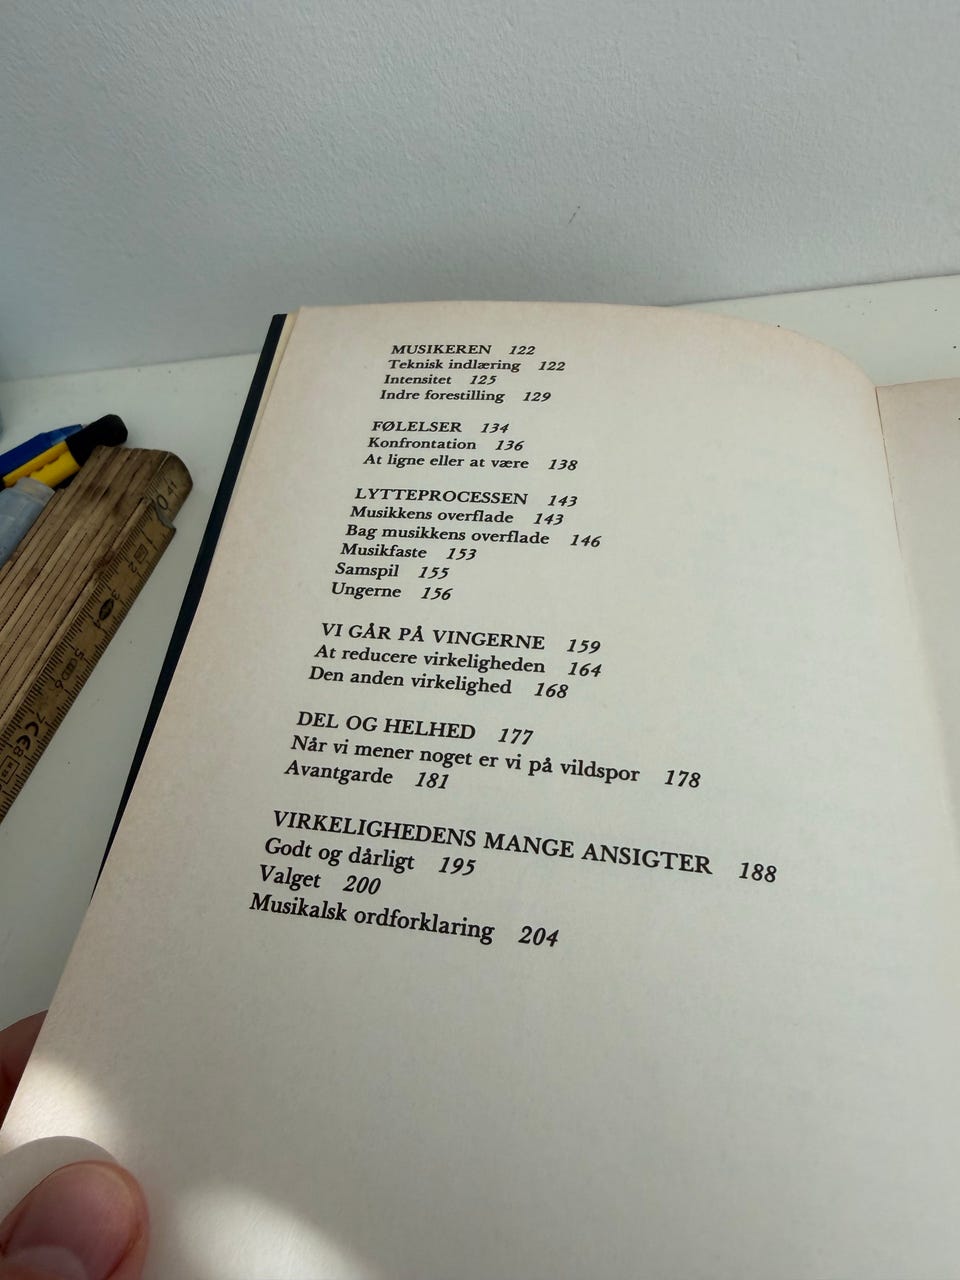 MUSIKEREN 122
Teknisk indlæring 122
Intensitet 125
Indre forestilling 129
FØLELSER 134
Konfrontation 136
At ligne eller at være 138
LYTTEPROCESSEN 143
Musikkens overflade 143
Bag musikkens overflade 146
Musikfaste 153
Samspil 155
Ungerne 156
VI GÅR PÅ VINGERNE 159
At reducere virkeligheden 164
Den anden virkelighed 168
DEL OG HELHED 177
Når vi mener noget er vi på vildspor 178
Avantgarde 181
VIRKELIGHEDENS MANGE ANSIGTER 188
Godt og dårligt 195
Valget 200
Musikalsk ordforklaring 204